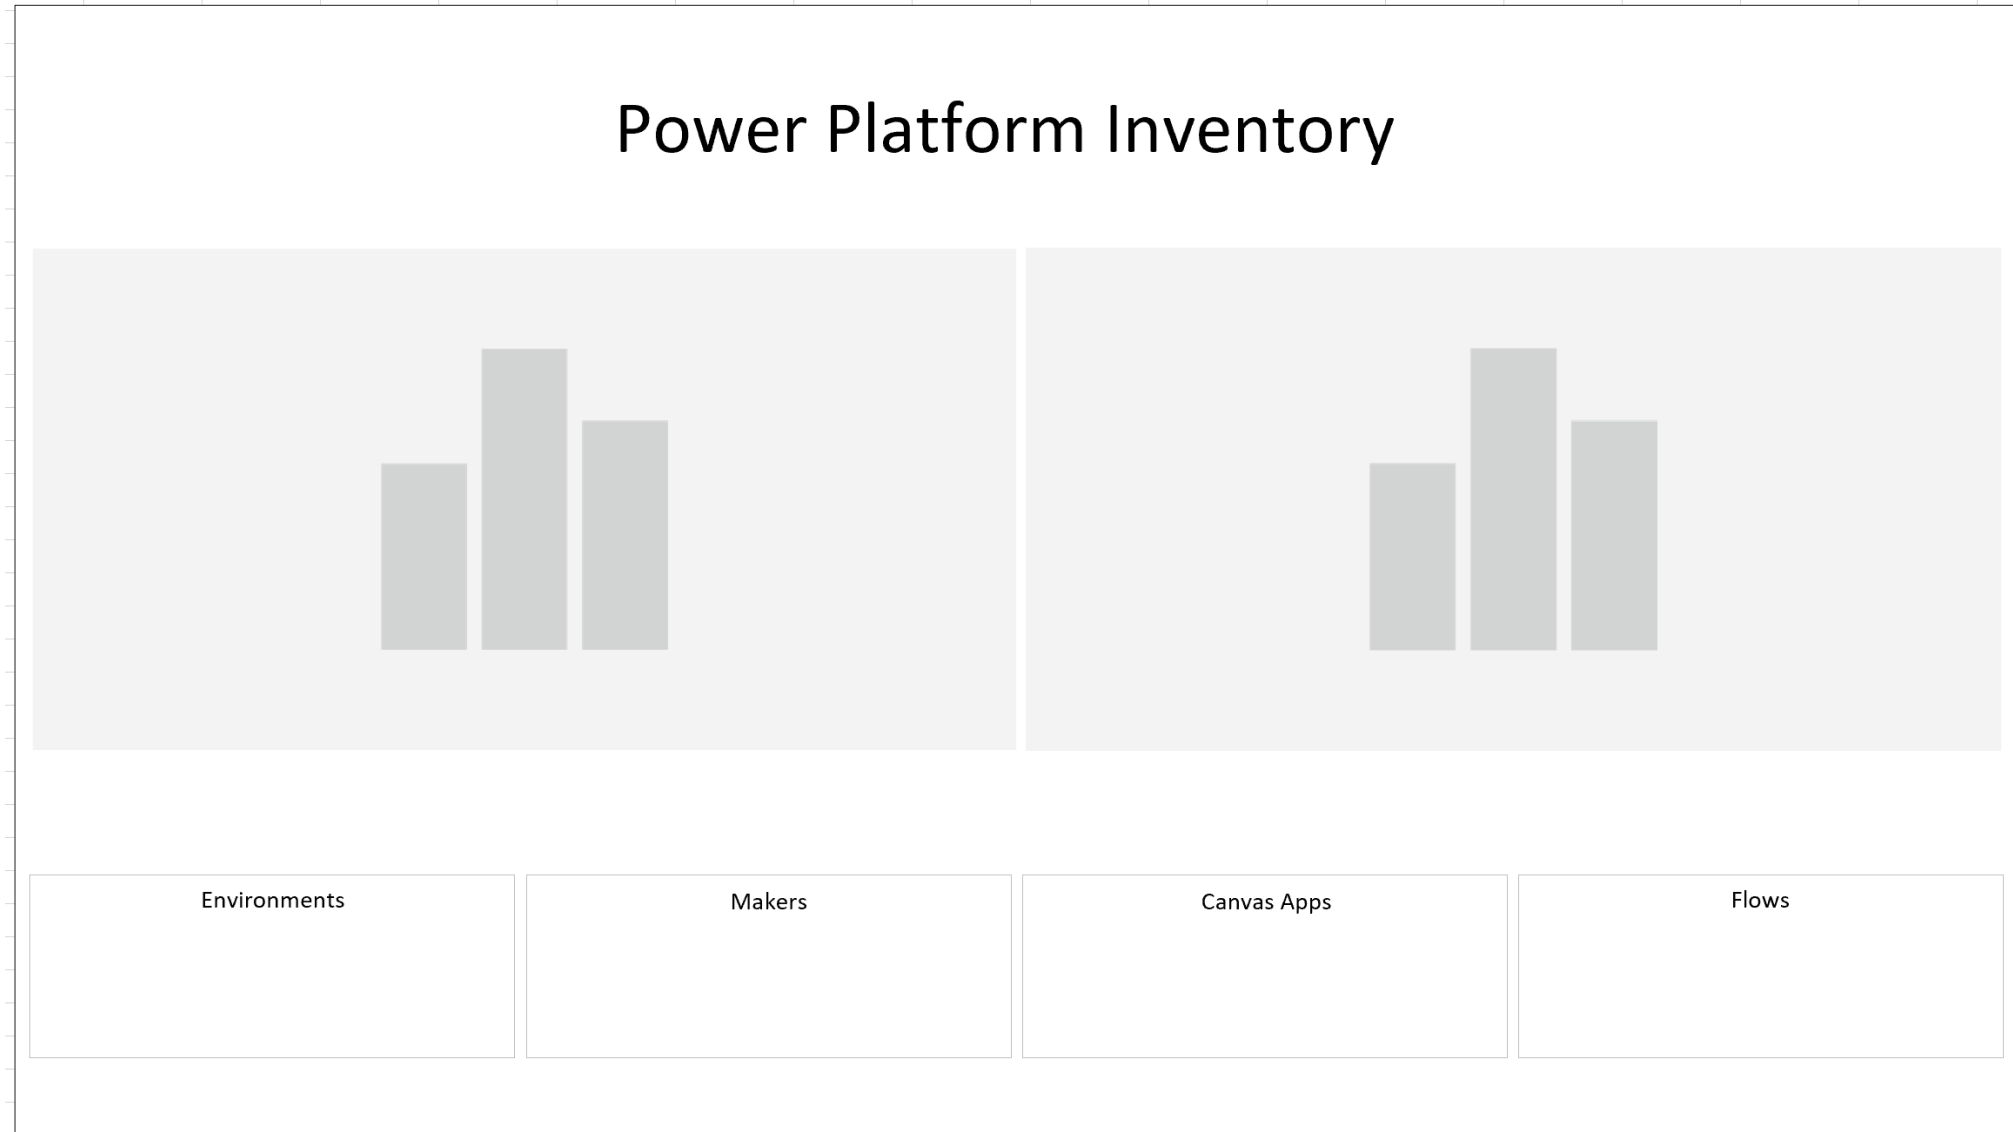 Power Platform Inventory
Environments
Makers
Canvas Apps
Flows